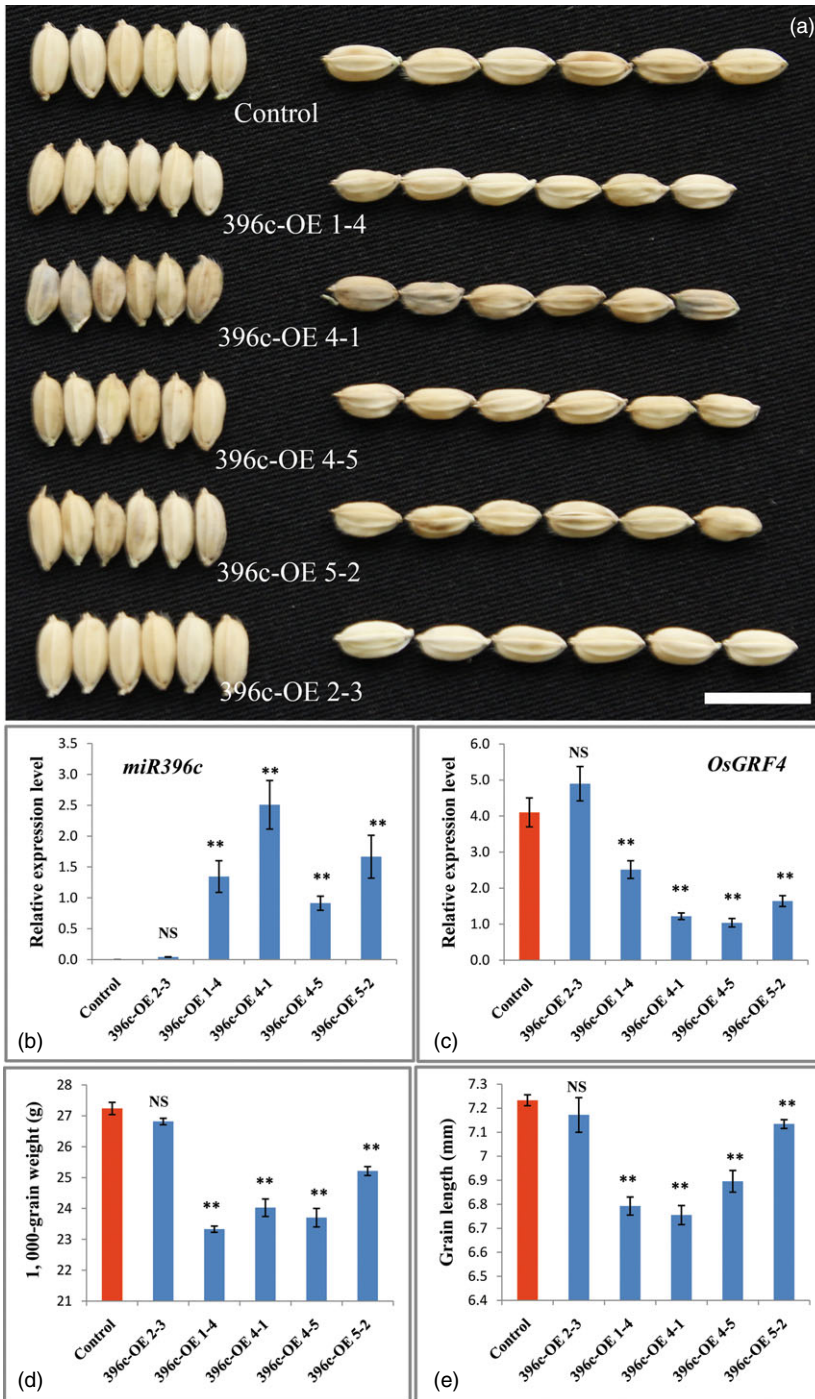 (a)
Control
396c-OE 1-4
396c-OE 4-1
396c-OE 4-5
396c-OE 5-2
396c-OE 2-3
3.5
3.0
2.5
2.0
1.5
1.0
0.5
0.0
Relative expression level
miR396c
NS
**
**
**
**
Control
396c-OE 2-3
396c-OE 1-4
396c-OE 4-1
396c-OE 4-5
396c-OE 5-2
(b)
6.0
5.0
4.0
3.0
2.0
1.0
0.0
Relative expression level
OsGRF4
NS
**
**
**
**
Control
396c-OE 2-3
396c-OE 1-4
396c-OE 4-1
396c-OE 4-5
396c-OE 5-2
(c)
28
27
26
25
24
23
22
21
1, 000-grain weight (g)
NS
**
**
**
**
Control
396c-OE 2-3
396c-OE 1-4
396c-OE 4-1
396c-OE 4-5
396c-OE 5-2
(d)
7.3
7.2
7.1
7
6.9
6.8
6.7
6.6
6.5
6.4
Grain length (mm)
NS
**
**
**
**
Control
396c-OE 2-3
396c-OE 1-4
396c-OE 4-1
396c-OE 4-5
396c-OE 5-2
(e)